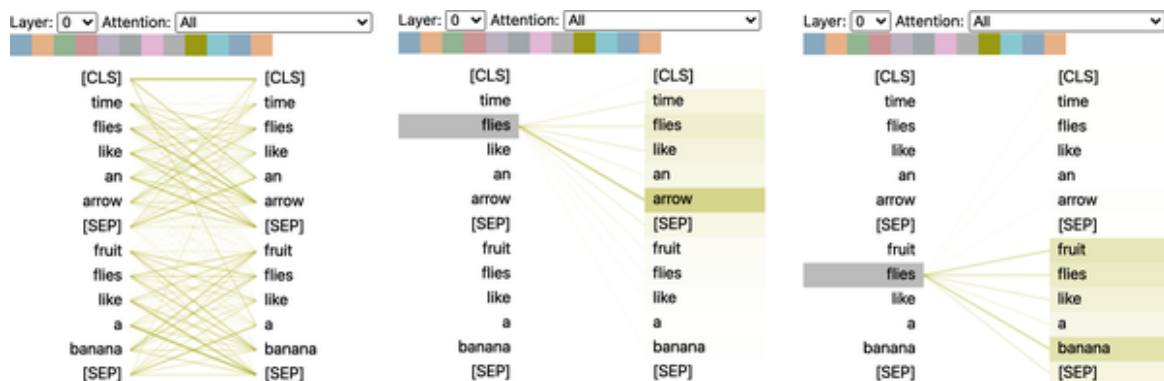 Layer: 0 Attention: All
[CLS] [CLS]
time time
flies flies
like like
an an
arrow arrow
[SEP] [SEP]
fruit fruit
flies flies
like like
a a
banana banana
[SEP] [SEP]
Layer: 0 Attention: All
[CLS] [CLS]
time time
flies flies
like like
an an
arrow arrow
[SEP] [SEP]
fruit fruit
flies flies
like like
a a
banana banana
[SEP] [SEP]
Layer: 0 Attention: All
[CLS] [CLS]
time time
flies flies
like like
an an
arrow arrow
[SEP] [SEP]
fruit fruit
flies flies
like like
a a
banana banana
[SEP] [SEP]